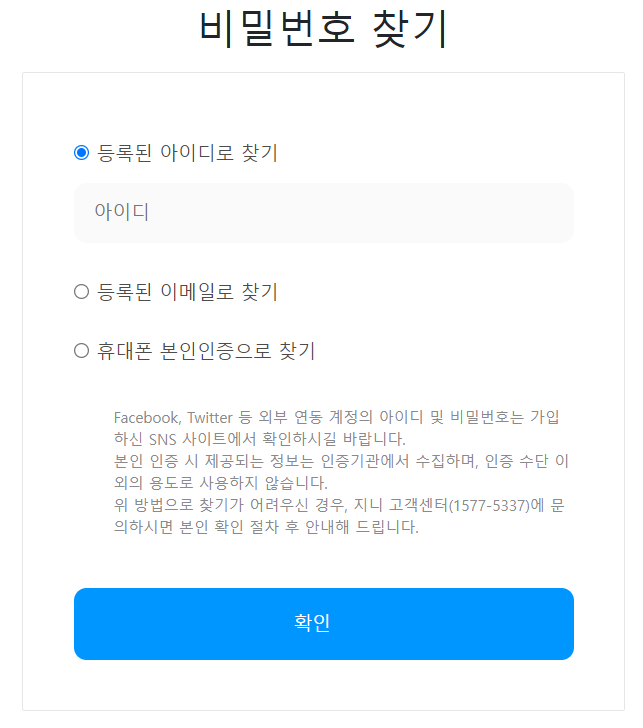 비밀번호 찾기
등록된 아이디로 찾기
아이디
등록된 이메일로 찾기
휴대폰 본인인증으로 찾기
Facebook, Twitter 등 외부 연동 계정의 아이디 및 비밀번호는 가입
하신 SNS 사이트에서 확인하시길 바랍니다.
본인 인증 시 제공되는 정보는 인증기관에서 수집하며, 인증 수단 이
외의 용도로 사용하지 않습니다.
위 방법으로 찾기가 어려우신 경우, 지니 고객센터(1577-5337)에 문
의하시면 본인 확인 절차 후 안내해 드립니다.
확인